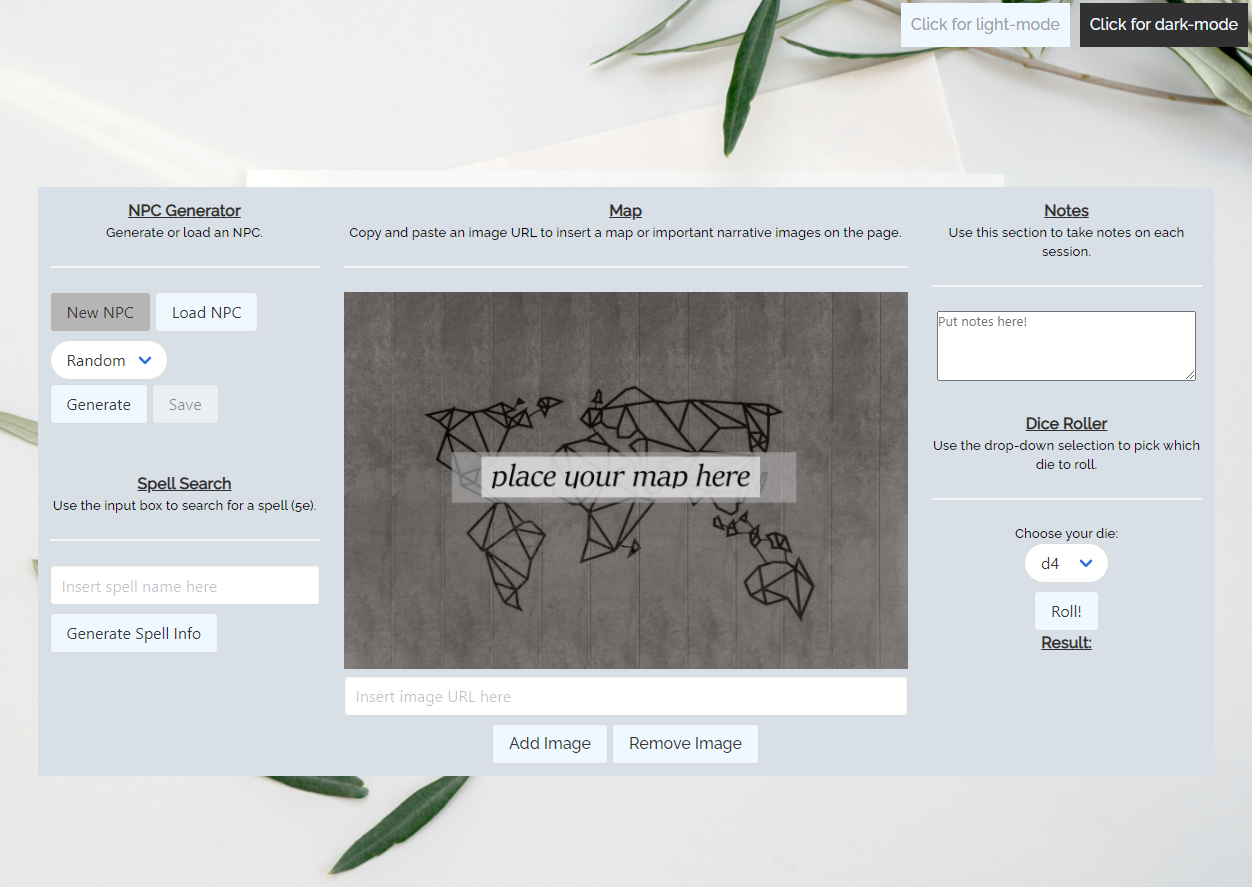 Click for light-mode
Click for dark-mode
NPC Generator
Generate or load an NPC.
New NPC
Load NPC
Random
Generate
Save
Spell Search
Use the input box to search for a spell (5e).
Insert spell name here
Generate Spell Info
Map
Copy and paste an image URL to insert a map or important narrative images on the page.
place your map here
Insert image URL here
Add Image
Remove Image
Notes
Use this section to take notes on each
session.
Put notes here!
Dice Roller
Use the drop-down selection to pick which
die to roll.
Choose your die:
d4
Roll!
Result: